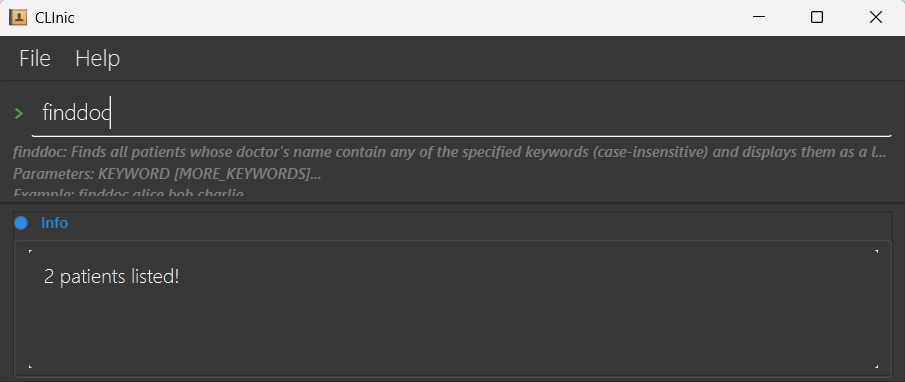 CLInic
File Help
> finddoc
finddoc: Finds all patients whose doctor's name contain any of the specified keywords (case-insensitive) and displays them as a l...
Parameters: KEYWORD [MORE_KEYWORDS]...
Example: finddoc alice bob charlie
Info
2 patients listed!